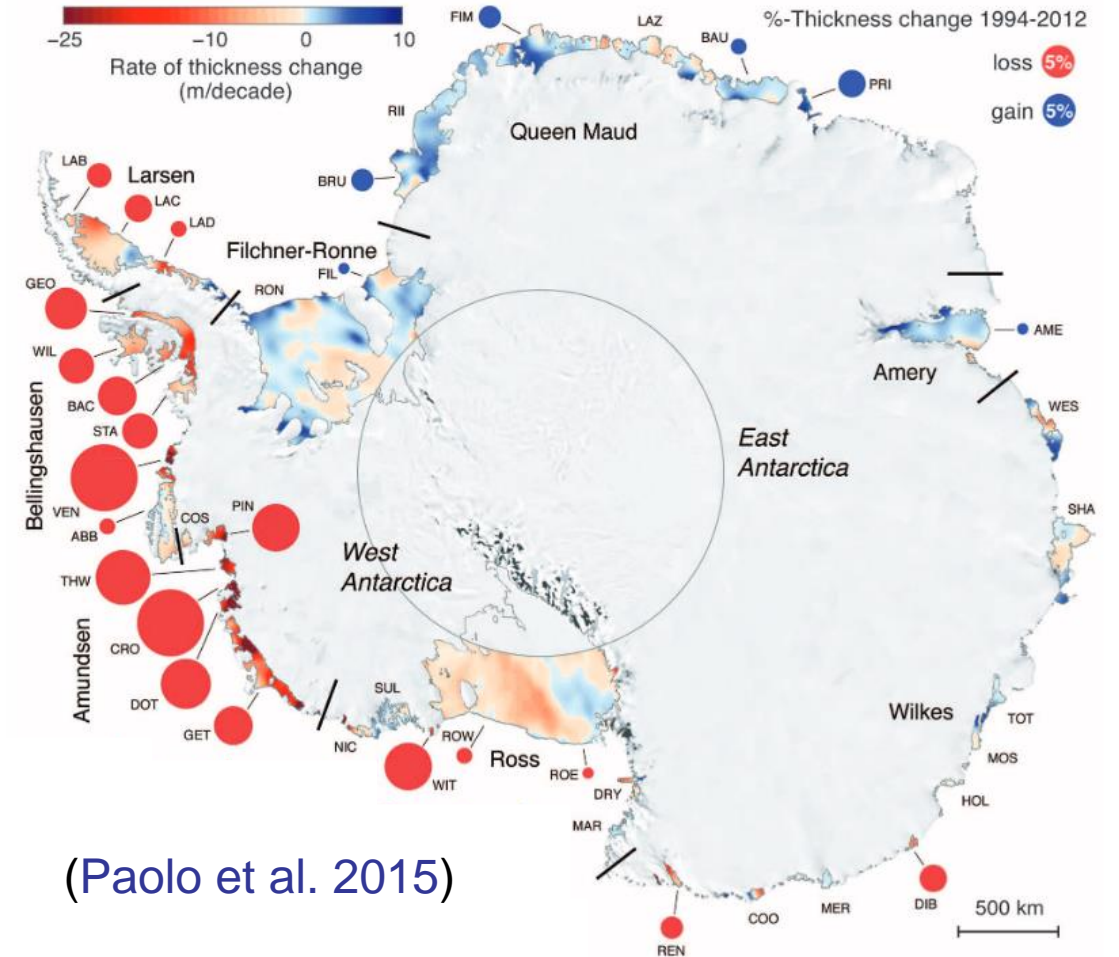 −25
−10
0
10
Rate of thickness change
(m/decade)
%-Thickness change 1994-2012
loss 5%
gain 5%
FIM
LAZ
BAU
PRI
RII
Queen Maud
BRU
LAB
Larsen
LAC
LAD
Filchner-Ronne
FIL
RON
GEO
WIL
BAC
STA
Bellingshausen
VEN
ABB
COS
PIN
THW
CRO
DOT
GET
Amundsen
West
Antarctica
East
Antarctica
AME
Amery
WES
SHA
Wilkes
TOT
MOS
HOL
DIB
MER
COO
REN
MAR
DRY
ROE
Ross
ROW
WIT
SUL
NIC
(Paolo et al. 2015)
500 km